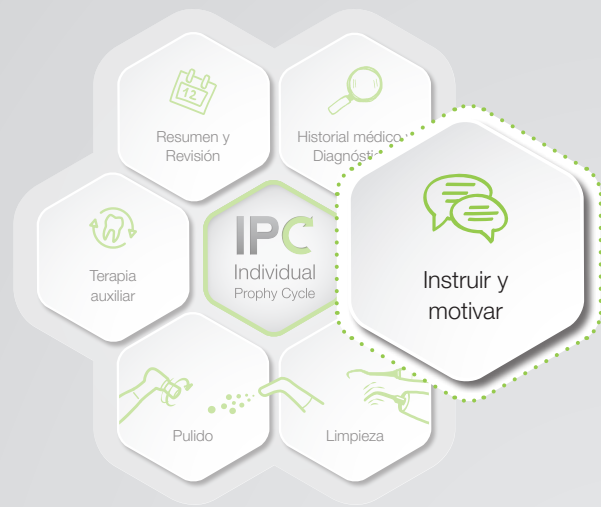 12
Resumen y
Revisión
Historial médico
Instruir y
motivar
IPC
Individual
Prophy Cycle
Terapia
auxiliar
Pulido
Limpieza